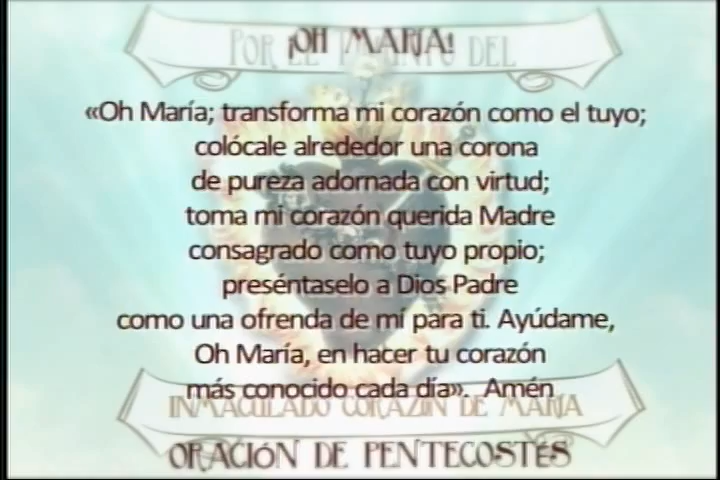 ¡OH MARÍA!
POR EL DEL
«Oh María; transforma mi corazón como el tuyo;
colócale alrededor una corona
de pureza adornada con virtud;
toma mi corazón querida Madre
consagrado como tuyo propio;
preséntaselo a Dios Padre
como una ofrenda de mí para ti. Ayúdame,
Oh María, en hacer tu corazón
más conocido cada día». Amén
INMACULADO CORAZÓN DE MARÍA
ORACIÓN DE PENTECOSTÉS